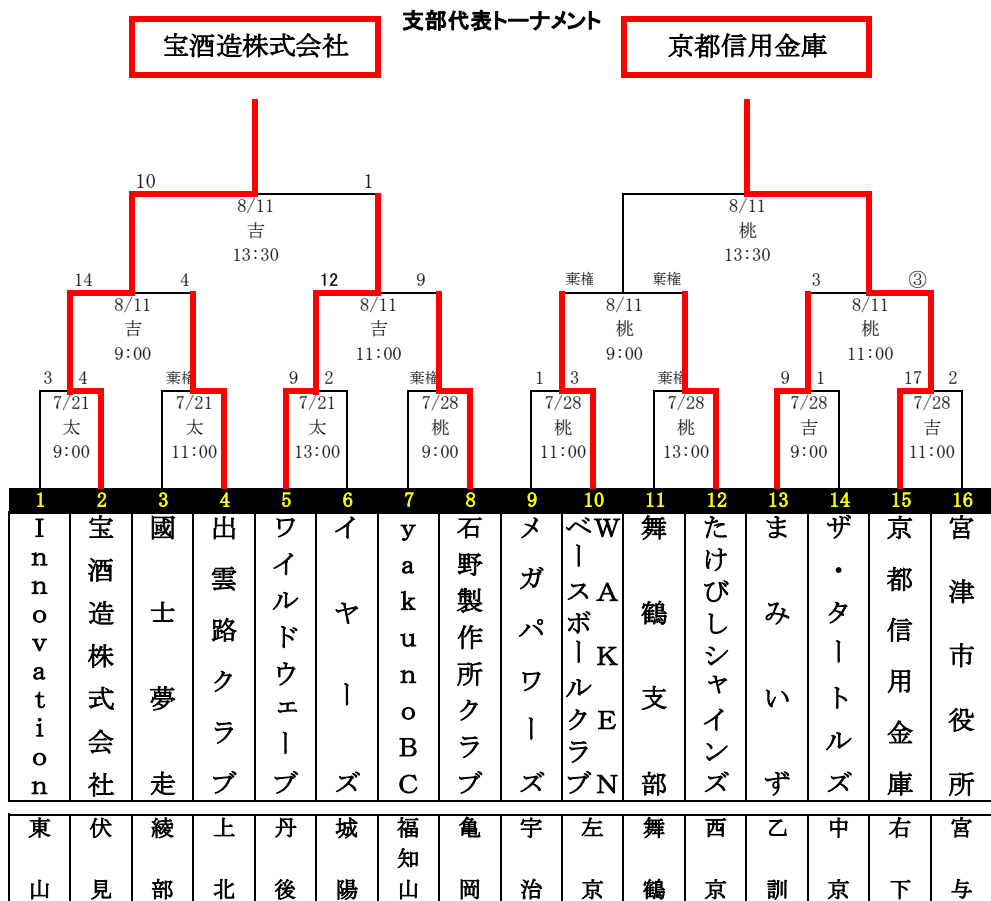 支部代表トーナメント
宝酒造株式会社
京都信用金庫
10
1
8/11
吉
13:30
8/11
桃
13:30
14
4
12
9
棄権
棄権
3
③
8/11
吉
9:00
8/11
吉
11:00
8/11
桃
9:00
8/11
桃
11:00
3
4
棄権
9
2
棄権
1
3
棄権
9
1
17
2
7/21
太
9:00
7/21
太
11:00
7/21
太
13:00
7/28
桃
9:00
7/28
桃
11:00
7/28
桃
13:00
7/28
吉
9:00
7/28
吉
11:00
1 2 3 4 5 6 7 8 9 10 11 12 13 14 15 16
Innovation
宝酒造株式会社
國士夢走
出雲路クラブ
ワイルドウェーブ
イヤーズ
yakunoBC
石野製作所クラブ
メガパワーズ
WAKEN
ベースボールクラブ
舞鶴支部
たけびしシャインズ
まみいず
ザ・タートルズ
京都信用金庫
宮津市役所
東山
伏見
綾部
上北
丹後
城陽
福知山
亀岡
宇治
左京
舞鶴
西京
乙訓
中京
右下
宮与